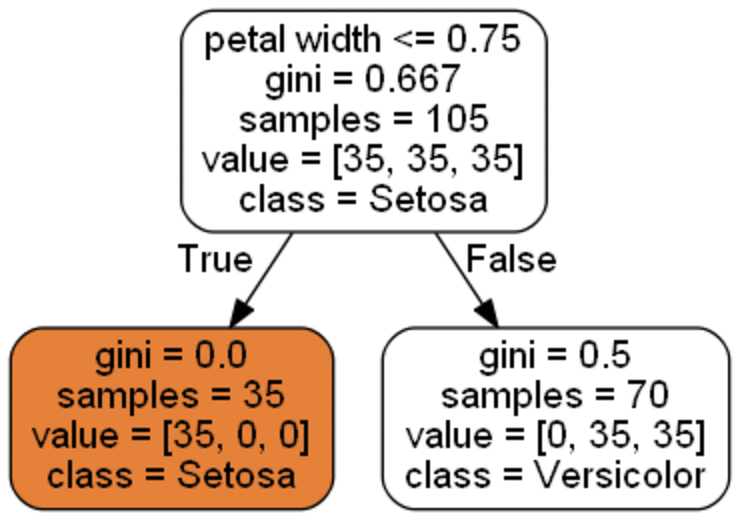 petal width <= 0.75
gini = 0.667
samples = 105
value = [35, 35, 35]
class = Setosa
True
False
gini = 0.0
samples = 35
value = [35, 0, 0]
class = Setosa
gini = 0.5
samples = 70
value = [0, 35, 35]
class = Versicolor